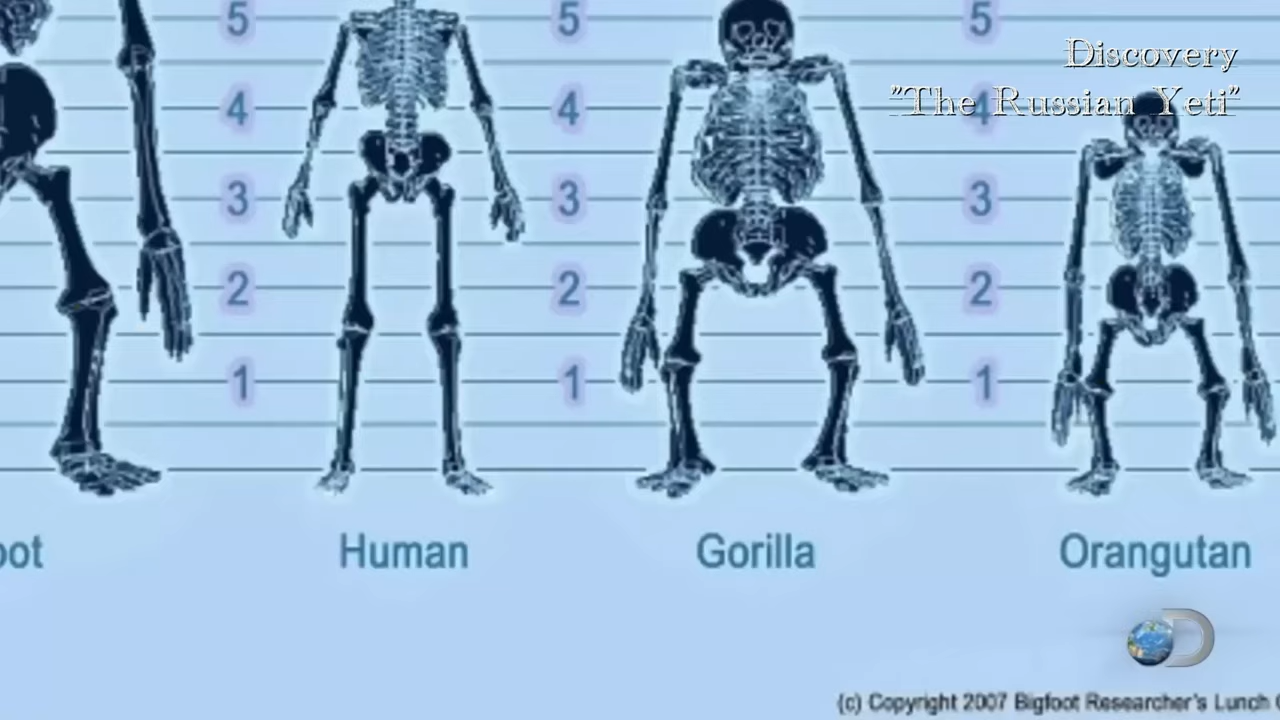 Discovery
"The Russian Yeti"
5 5 5
4 4 4
3 3 3
2 2 2
1 1 1
oot Human Gorilla Orangutan
(c) Copyright 2007 Bigfoot Researcher's Lunch